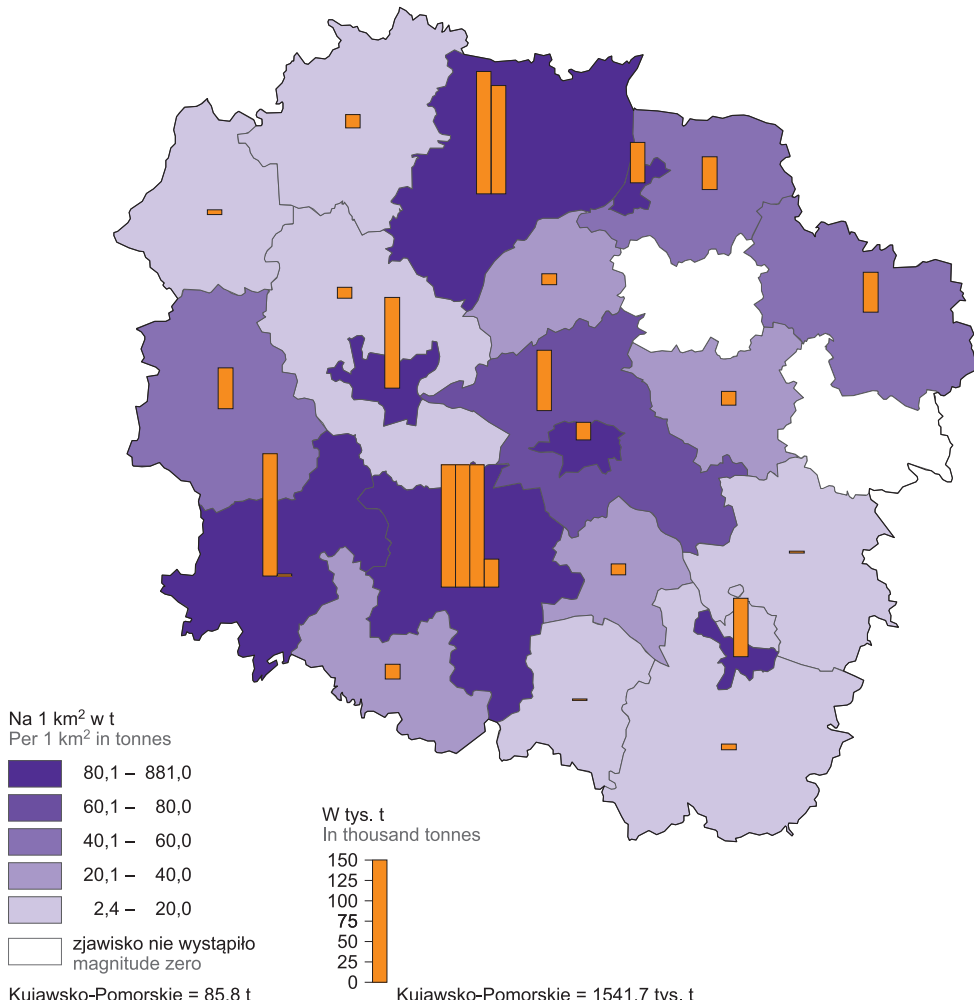 Na 1 km² w t
Per 1 km² in tonnes
80,1 – 881,0
60,1 – 80,0
40,1 – 60,0
20,1 – 40,0
2,4 – 20,0
zjawisko nie wystąpiło
magnitude zero
Kujawsko-Pomorskie = 85,8 t
W tys. t
In thousand tonnes
150
125
100
75
50
25
0
Kujawsko-Pomorskie = 1541,7 tys. t